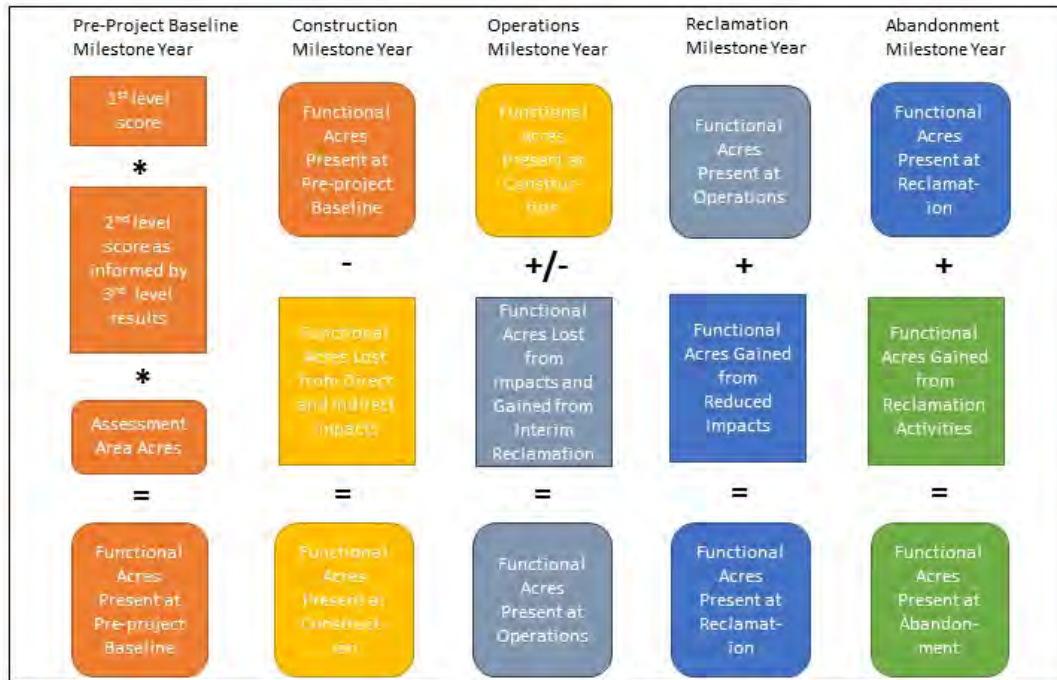 Pre-Project Baseline
Milestone Year
1st level
score
*
2nd level
score as
informed by
3rd level
results
*
Assessment
Area Acres
=
Functional
Acres
Present at
Pre-project
Baseline
Construction
Milestone Year
Functional
Acres
Present at
Pre-project
Baseline
-
Functional
Acres Lost
from Direct
and Indirect
Impacts
=
Functional
Acres
Present at
Construct-
ion
Operations
Milestone Year
Functional
Acres
Present at
Construc-
tion
+/-
Functional
Acres Lost
from
Impacts and
Gained from
Interim
Reclamation
=
Functional
Acres
Present at
Operations
Reclamation
Milestone Year
Functional
Acres
Present at
Operations
+
Functional
Acres Gained
from
Reduced
Impacts
=
Functional
Acres
Present at
Reclamat-
ion
Abandonment
Milestone Year
Functional
Acres
Present at
Reclamat-
ion
+
Functional
Acres Gained
from
Reclamation
Activities
=
Functional
Acres
Present at
Abandon-
ment